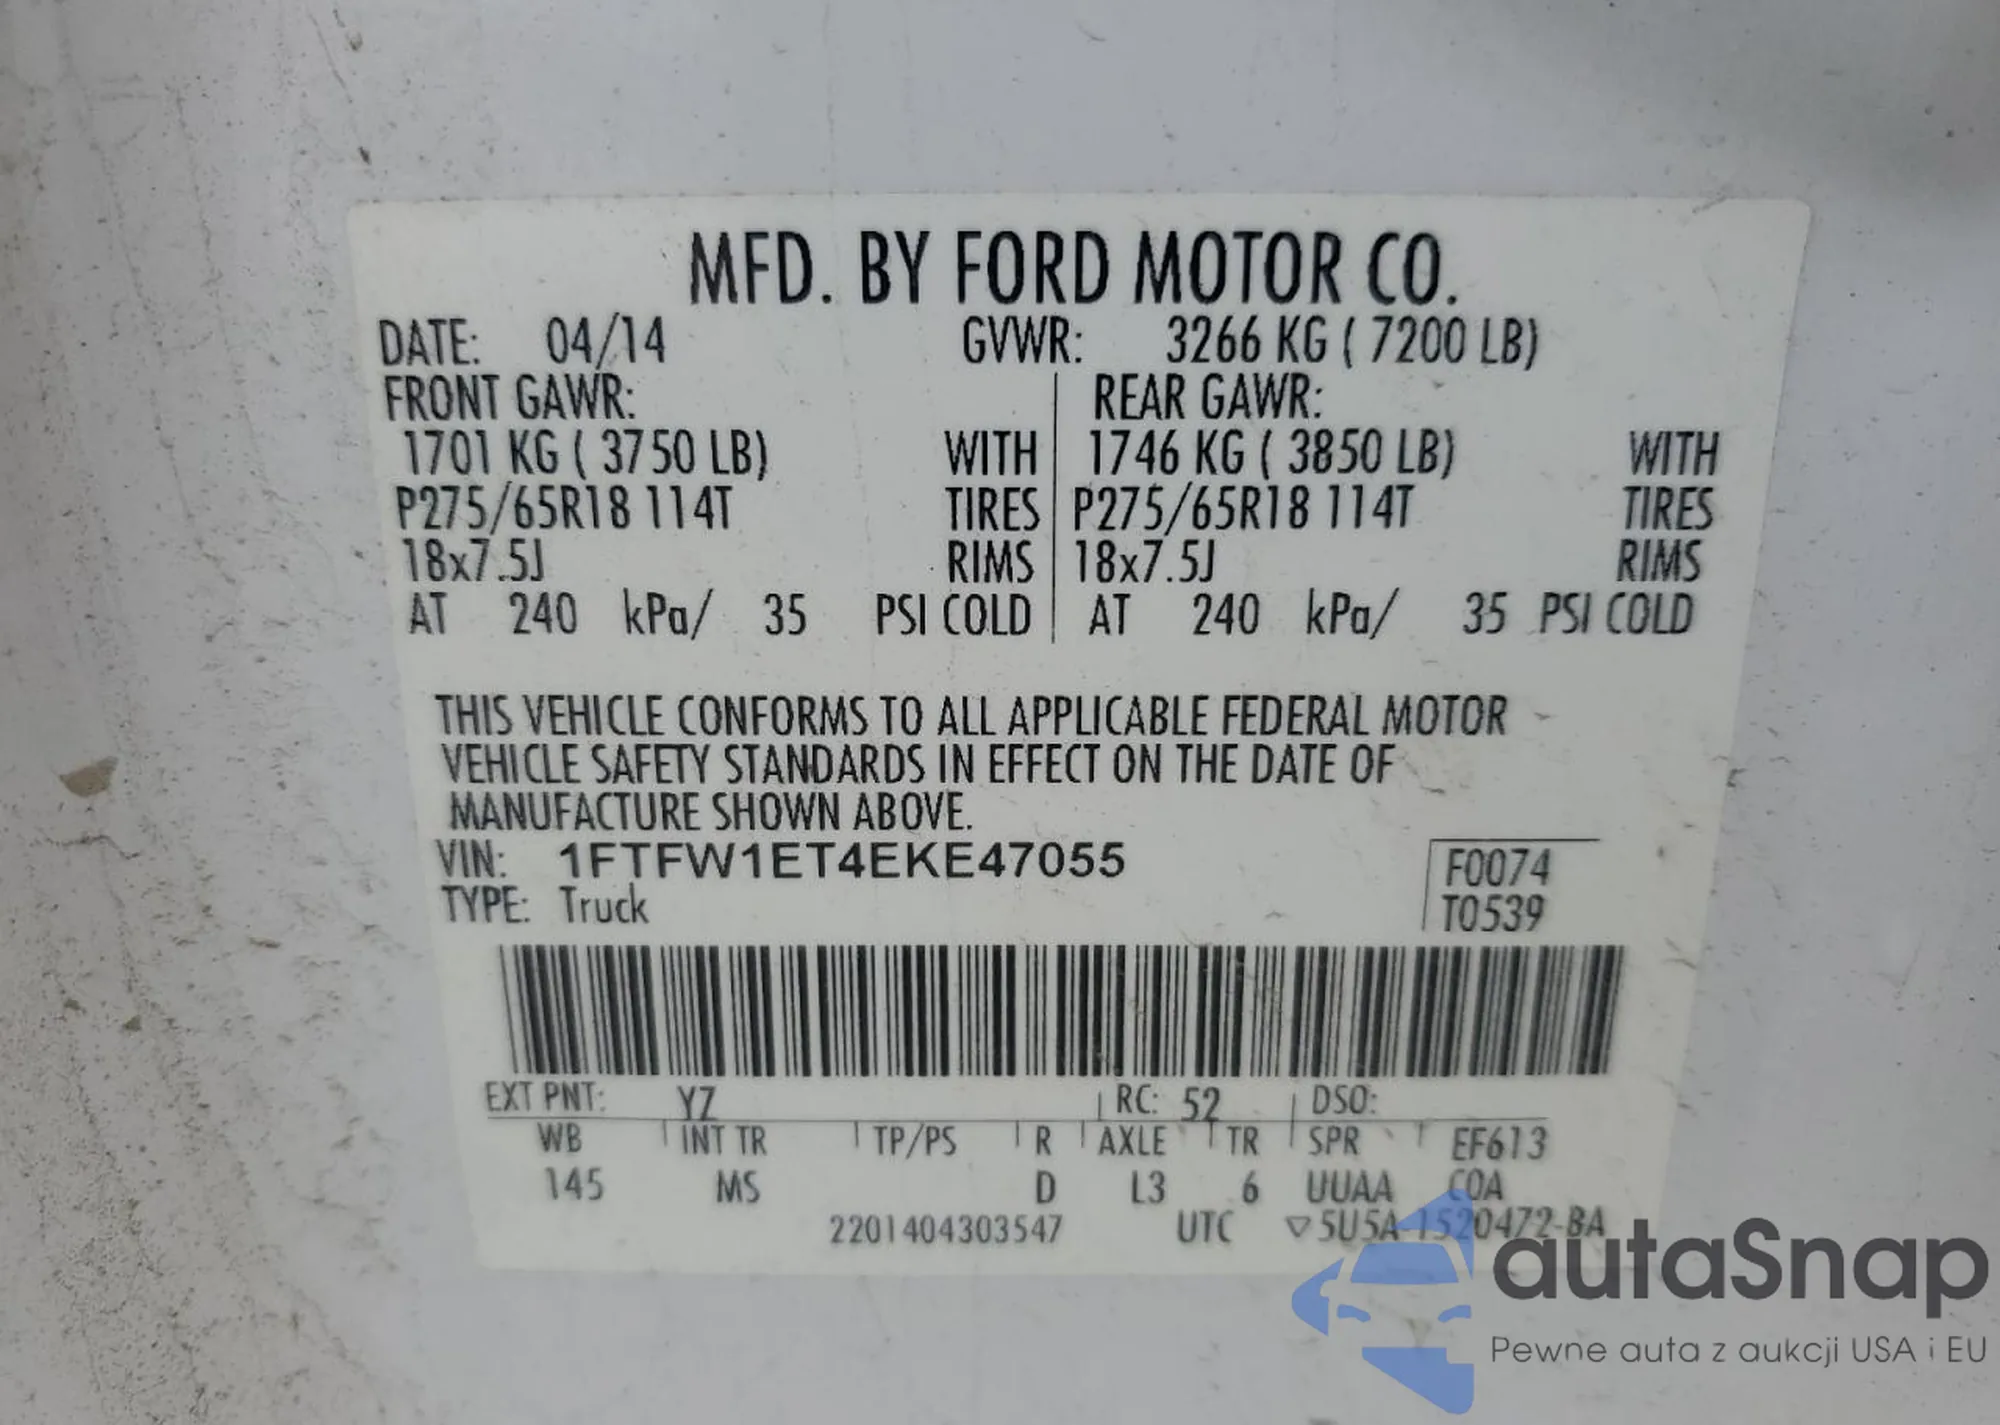 MFD. BY FORD MOTOR CO.
DATE: 04/14 GVWR: 3266 KG ( 7200 LB)
FRONT GAWR: REAR GAWR:
1701 KG ( 3750 LB) WITH 1746 KG ( 3850 LB) WITH
P275/65R18 114T TIRES P275/65R18 114T TIRES
18x7.5J RIMS 18x7.5J RIMS
AT 240 kPa/ 35 PSI COLD AT 240 kPa/ 35 PSI COLD
THIS VEHICLE CONFORMS TO ALL APPLICABLE FEDERAL MOTOR
VEHICLE SAFETY STANDARDS IN EFFECT ON THE DATE OF
MANUFACTURE SHOWN ABOVE.
VIN: 1FTFW1ET4EKE47055 F0074
TYPE: Truck T0539
EXT PNT: YZ RC: 52 DSO:
WB INT TR TP/PS R AXLE TR SPR EF613
145 MS D L3 6 UUAA COA
2201404303547 UTC ▽5U5A-1520472-BA
autaSnap
Pewne auta z aukcji USA i EU